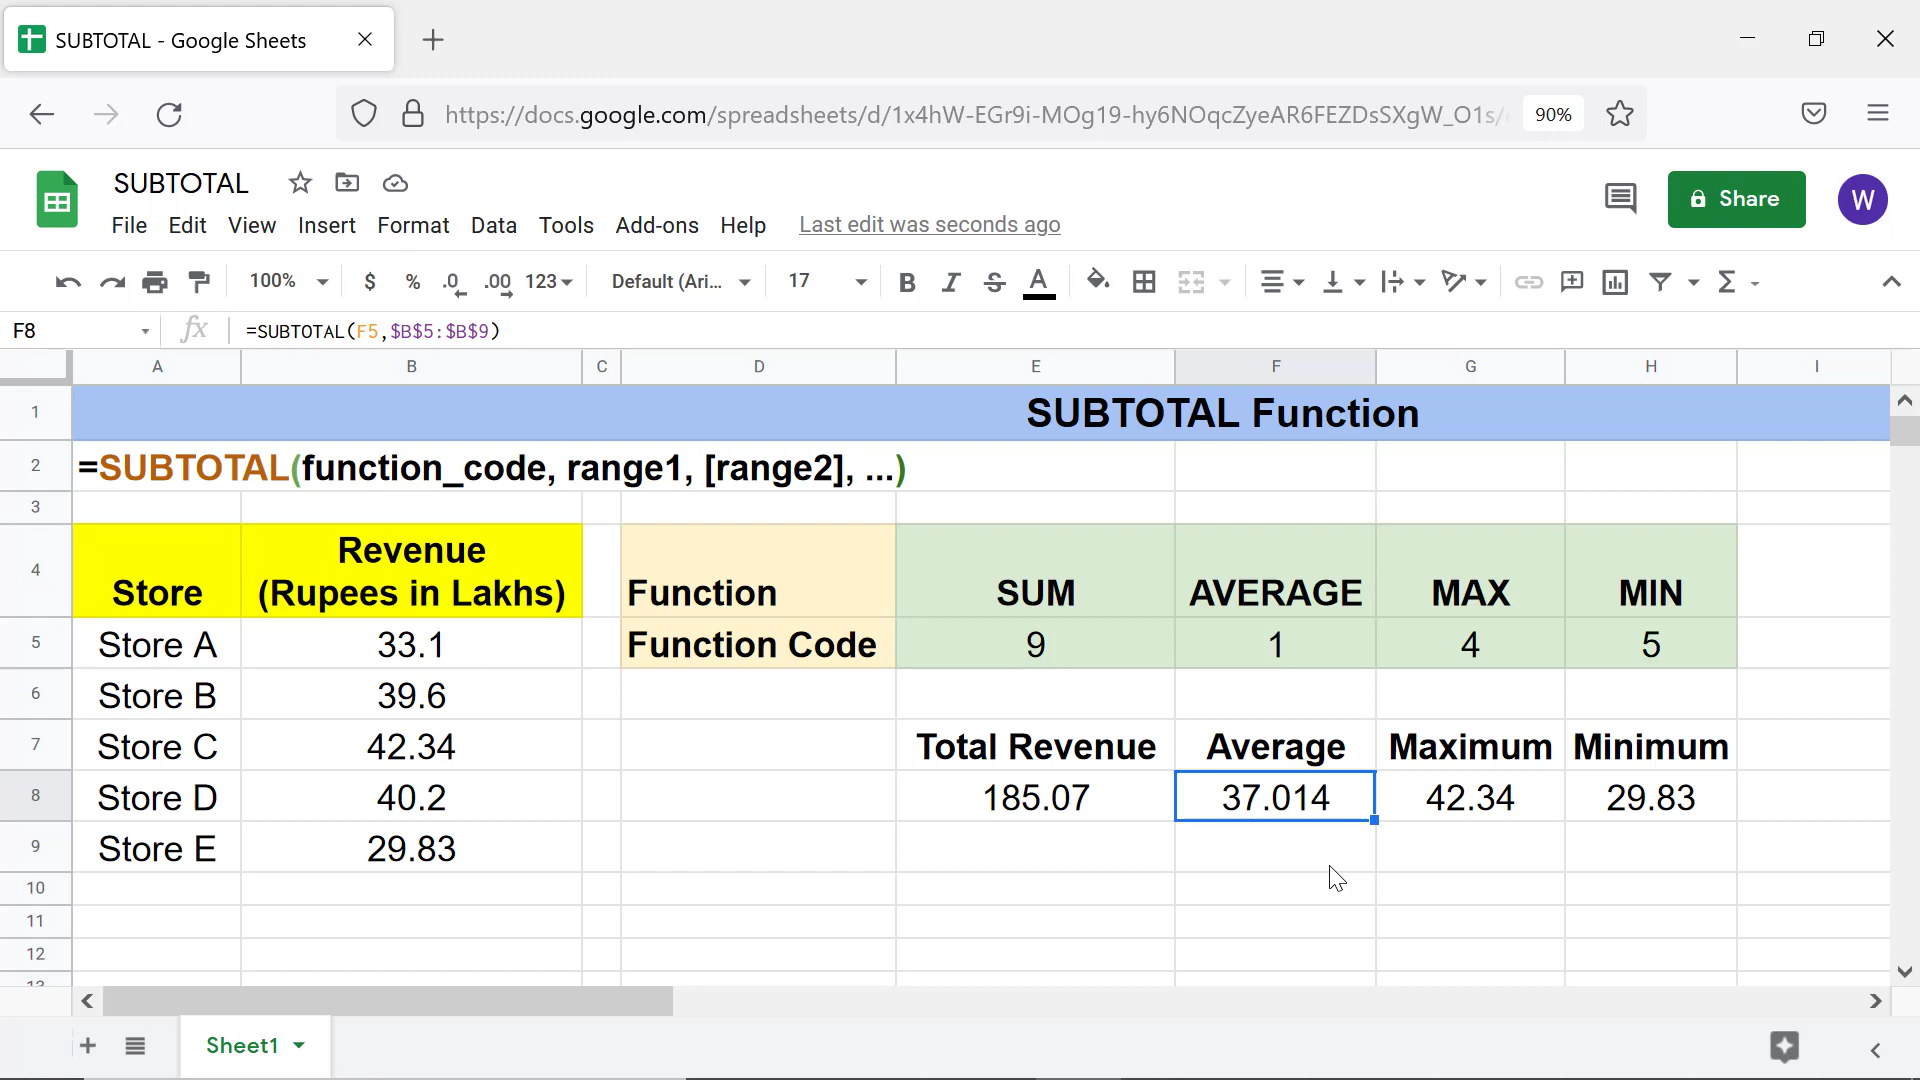 SUBTOTAL - Google Sheets
https://docs.google.com/spreadsheets/d/1x4hW-EGr9i-MOg19-hy6NOqcZyeAR6FEZDsSXgW_O1s/
90%
SUBTOTAL
Share
W
File Edit View Insert Format Data Tools Add-ons Help Last edit was seconds ago
100% $ % .0 .00 123 Default (Ari... 17 B I S A Σ
F8 fx =SUBTOTAL(F5,$B$5:$B$9)
A B C D E F G H I
1 SUBTOTAL Function
2 =SUBTOTAL(function_code, range1, [range2], ...)
3
4 Store Revenue
(Rupees in Lakhs) Function SUM AVERAGE MAX MIN
5 Store A 33.1 Function Code 9 1 4 5
6 Store B 39.6
7 Store C 42.34 Total Revenue Average Maximum Minimum
8 Store D 40.2 185.07 37.014 42.34 29.83
9 Store E 29.83
10
11
12
13
Sheet1